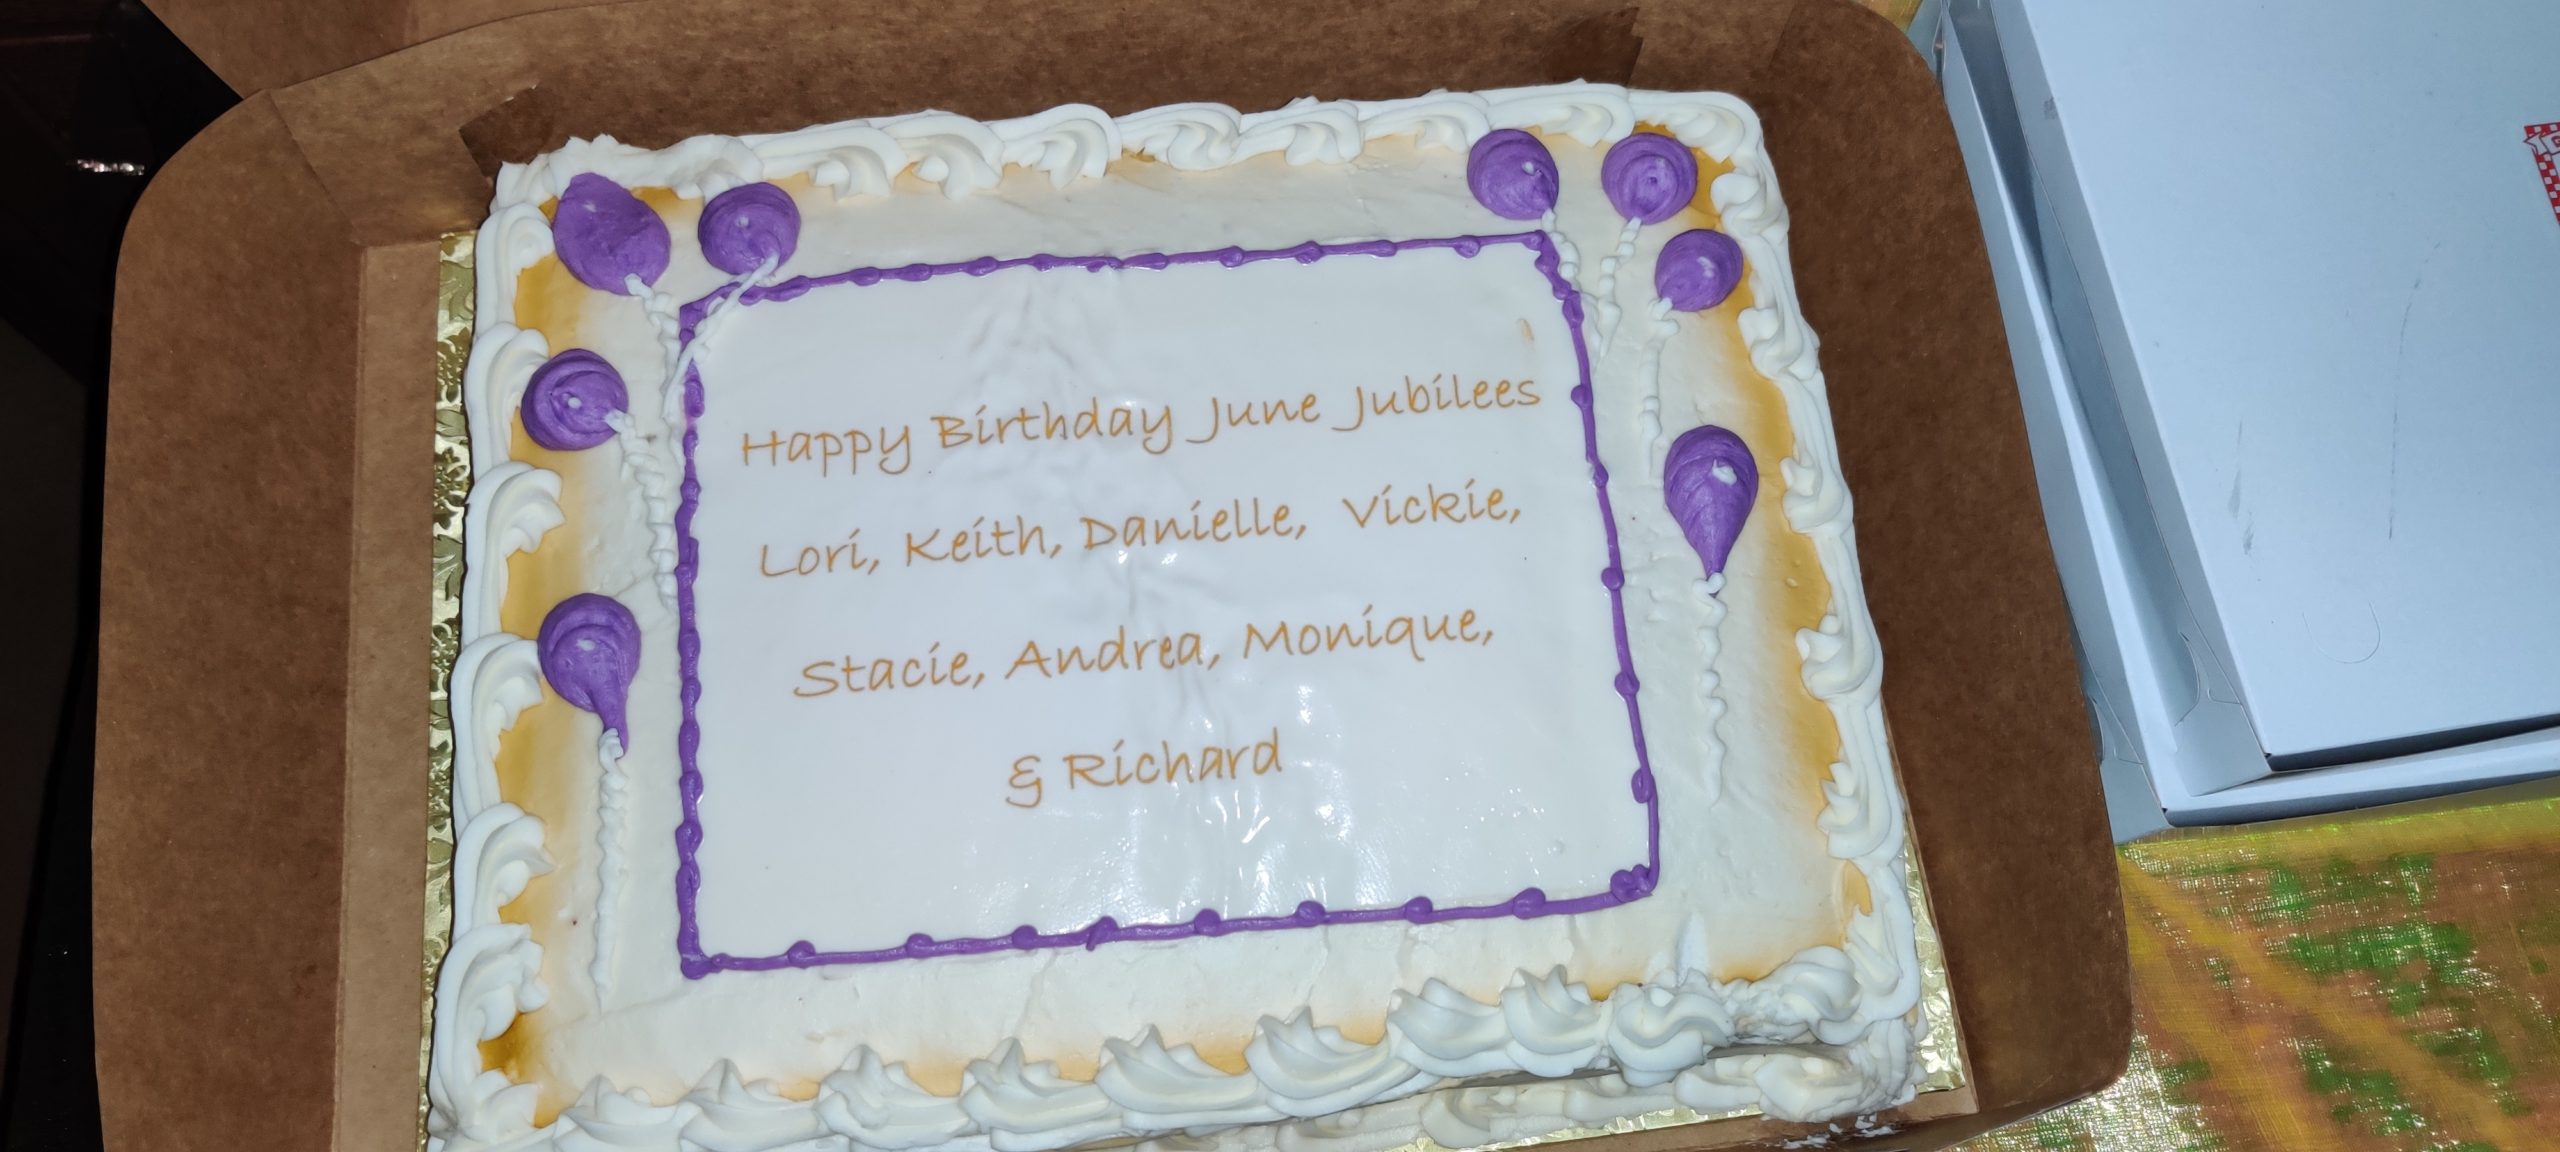 Happy Birthday June Jubilees
Lori, Keith, Danielle, Vickie,
Stacie, Andrea, Monique,
& Richard